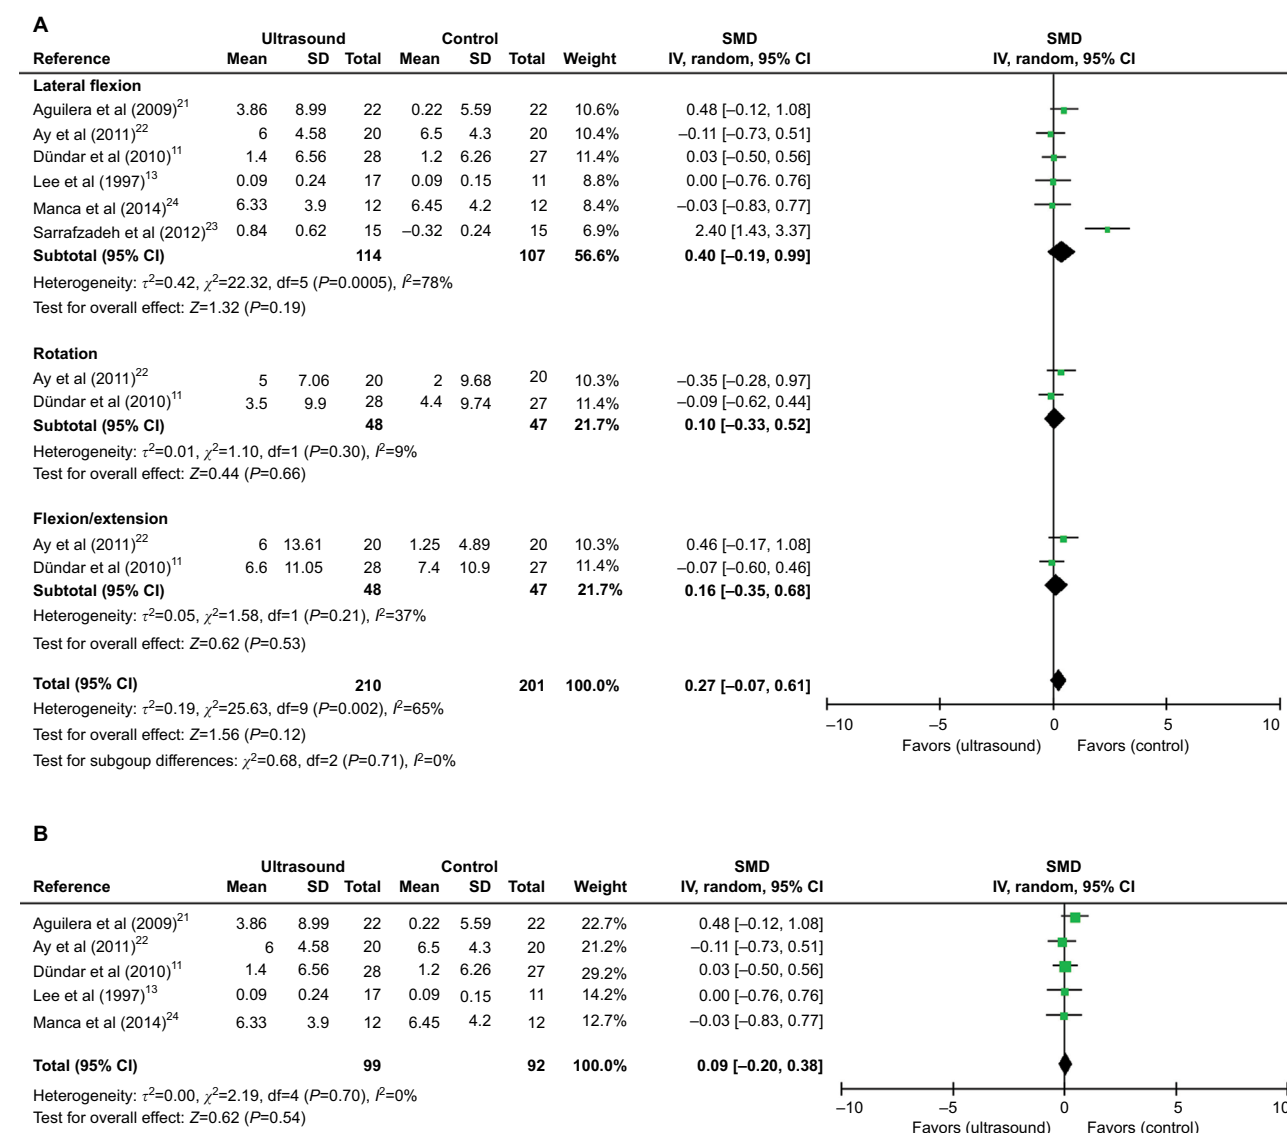 A
Ultrasound Control SMD SMD
Reference Mean SD Total Mean SD Total Weight IV, random, 95% CI IV, random, 95% CI
Lateral flexion
Aguilera et al (2009)21 3.86 8.99 22 0.22 5.59 22 10.6% 0.48 [–0.12, 1.08]
Ay et al (2011)22 6 4.58 20 6.5 4.3 20 10.4% –0.11 [–0.73, 0.51]
Dündar et al (2010)11 1.4 6.56 28 1.2 6.26 27 11.4% 0.03 [–0.50, 0.56]
Lee et al (1997)13 0.09 0.24 17 0.09 0.15 11 8.8% 0.00 [–0.76. 0.76]
Manca et al (2014)24 6.33 3.9 12 6.45 4.2 12 8.4% –0.03 [–0.83, 0.77]
Sarrafzadeh et al (2012)23 0.84 0.62 15 –0.32 0.24 15 6.9% 2.40 [1.43, 3.37]
Subtotal (95% CI) 114 107 56.6% 0.40 [–0.19, 0.99]
Heterogeneity: τ2=0.42, χ2=22.32, df=5 (P=0.0005), I2=78%
Test for overall effect: Z=1.32 (P=0.19)
Rotation
Ay et al (2011)22 5 7.06 20 2 9.68 20 10.3% –0.35 [–0.28, 0.97]
Dündar et al (2010)11 3.5 9.9 28 4.4 9.74 27 11.4% –0.09 [–0.62, 0.44]
Subtotal (95% CI) 48 47 21.7% 0.10 [–0.33, 0.52]
Heterogeneity: τ2=0.01, χ2=1.10, df=1 (P=0.30), I2=9%
Test for overall effect: Z=0.44 (P=0.66)
Flexion/extension
Ay et al (2011)22 6 13.61 20 1.25 4.89 20 10.3% 0.46 [–0.17, 1.08]
Dündar et al (2010)11 6.6 11.05 28 7.4 10.9 27 11.4% –0.07 [–0.60, 0.46]
Subtotal (95% CI) 48 47 21.7% 0.16 [–0.35, 0.68]
Heterogeneity: τ2=0.05, χ2=1.58, df=1 (P=0.21), I2=37%
Test for overall effect: Z=0.62 (P=0.53)
Total (95% CI) 210 201 100.0% 0.27 [–0.07, 0.61]
Heterogeneity: τ2=0.19, χ2=25.63, df=9 (P=0.002), I2=65%
Test for overall effect: Z=1.56 (P=0.12)
Test for subgoup differences: χ2=0.68, df=2 (P=0.71), I2=0%
–10 –5 0 5 10
Favors (ultrasound) Favors (control)
B
Ultrasound Control SMD SMD
Reference Mean SD Total Mean SD Total Weight IV, random, 95% CI IV, random, 95% CI
Aguilera et al (2009)21 3.86 8.99 22 0.22 5.59 22 22.7% 0.48 [–0.12, 1.08]
Ay et al (2011)22 6 4.58 20 6.5 4.3 20 21.2% –0.11 [–0.73, 0.51]
Dündar et al (2010)11 1.4 6.56 28 1.2 6.26 27 29.2% 0.03 [–0.50, 0.56]
Lee et al (1997)13 0.09 0.24 17 0.09 0.15 11 14.2% 0.00 [–0.76, 0.76]
Manca et al (2014)24 6.33 3.9 12 6.45 4.2 12 12.7% –0.03 [–0.83, 0.77]
Total (95% CI) 99 92 100.0% 0.09 [–0.20, 0.38]
Heterogeneity: τ2=0.00, χ2=2.19, df=4 (P=0.70), I2=0%
Test for overall effect: Z=0.62 (P=0.54)
–10 –5 0 5 10
Favors (ultrasound) Favors (control)